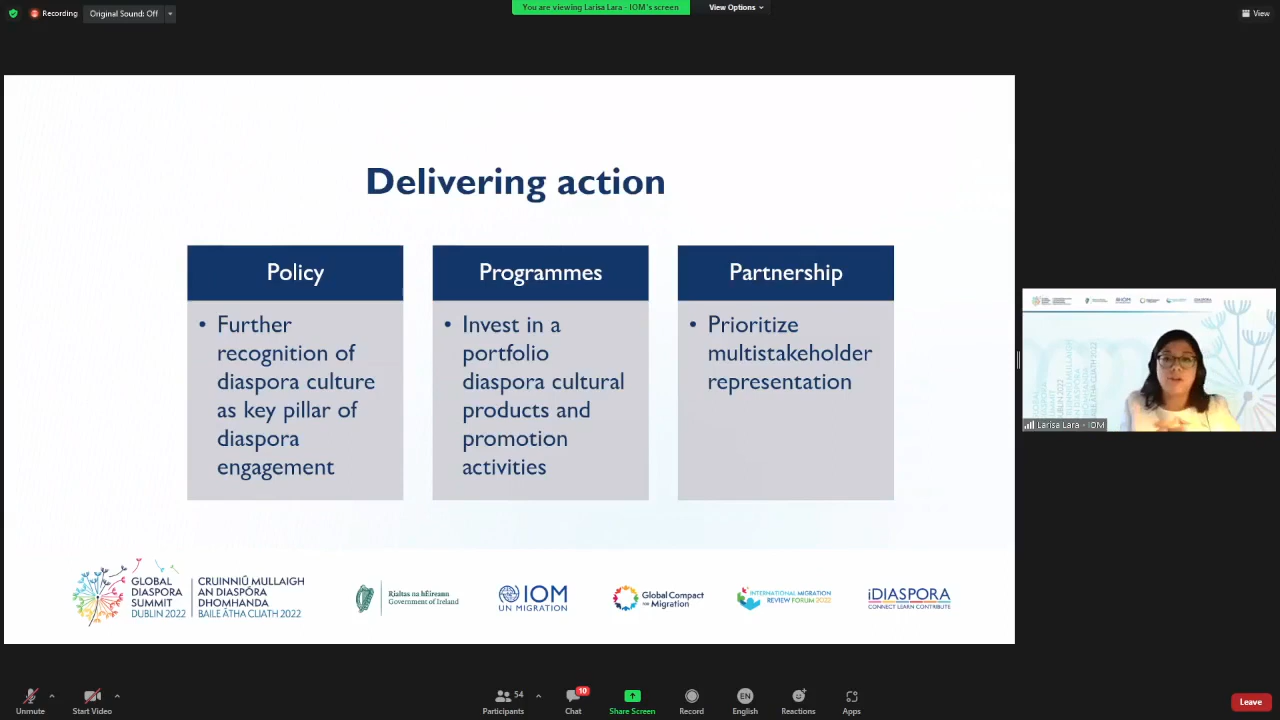 Recording
Original Sound: Off
You are viewing Larisa Lara - IOM's screen
View Options
View
Delivering action
Policy
• Further
recognition of
diaspora culture
as key pillar of
diaspora
engagement
Programmes
• Invest in a
portfolio
diaspora cultural
products and
promotion
activities
Partnership
• Prioritize
multistakeholder
representation
GLOBAL
DIASPORA
SUMMIT
DUBLIN 2022
CRUINNIÚ MULLAIGH
AN DIASPÓRA
DHOMHANDA
BAILE ÁTHA CLIATH 2022
Rialtas na hÉireann
Government of Ireland
IOM
UN MIGRATION
Global Compact
for Migration
INTERNATIONAL MIGRATION
REVIEW FORUM 2022
iDIASPORA
CONNECT LEARN CONTRIBUTE
Larisa Lara - IOM
Unmute
Start Video
54
Participants
10
Chat
Share Screen
Record
EN
English
Reactions
Apps
Leave